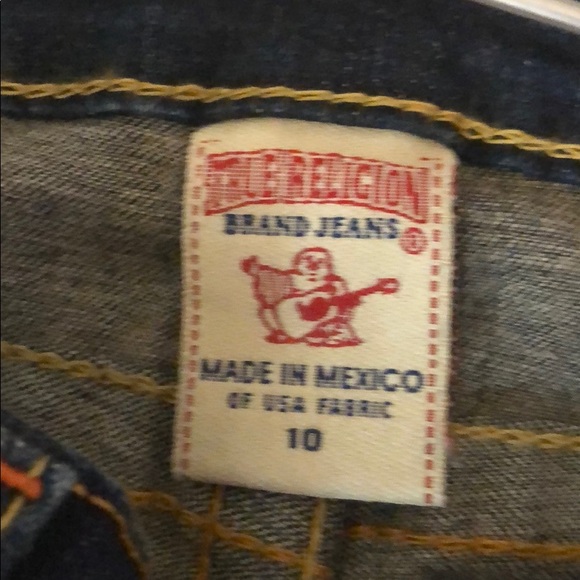 TRUE RELIGION
BRAND JEANS®
MADE IN MEXICO
OF USA FABRIC
10